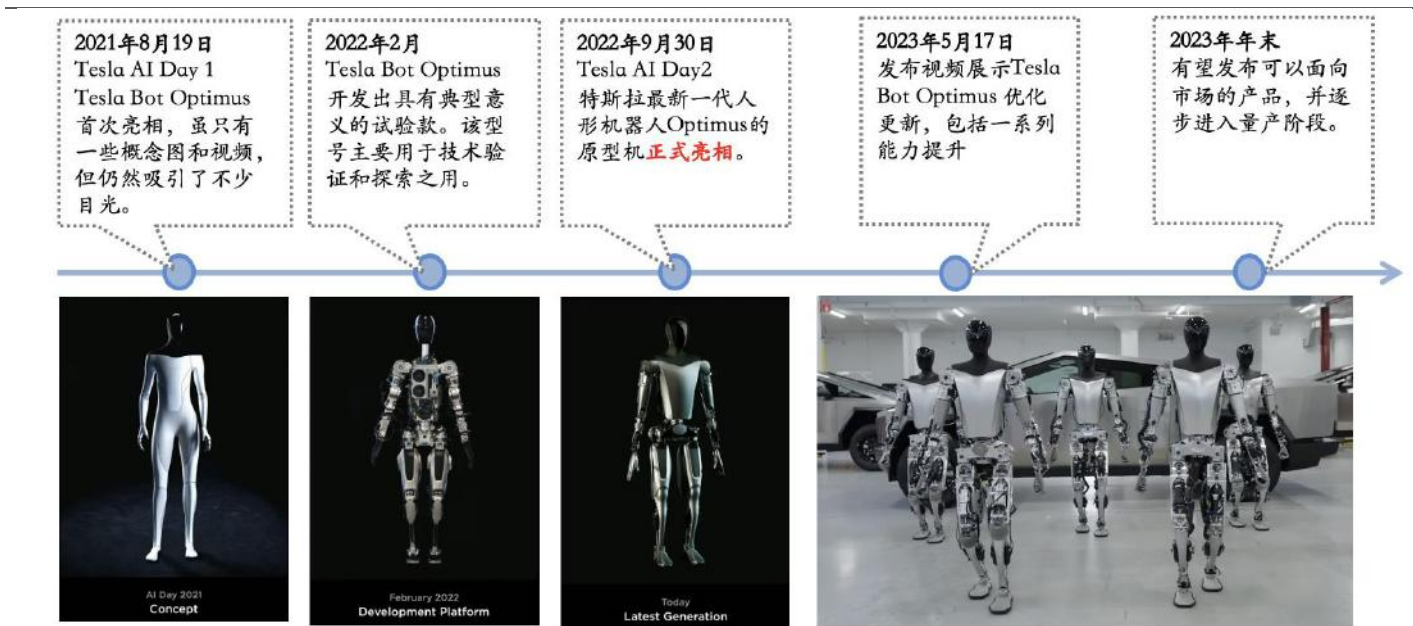 2021年8月19日
Tesla AI Day 1
Tesla Bot Optimus
首次亮相，虽只有
一些概念图和视频，
但仍然吸引了不少
目光。
2022年2月
Tesla Bot Optimus
开发出具有典型意
义的试验款。该型
号主要用于技术验
证和探索之用。
2022年9月30日
Tesla AI Day2
特斯拉最新一代人
形机器人Optimus的
原型机正式亮相。
2023年5月17日
发布视频展示Tesla
Bot Optimus 优化
更新，包括一系列
能力提升
2023年年末
有望发布可以面向
市场的产品，并逐
步进入量产阶段。
AI Day 2021
Concept
February 2022
Development Platform
Today
Latest Generation